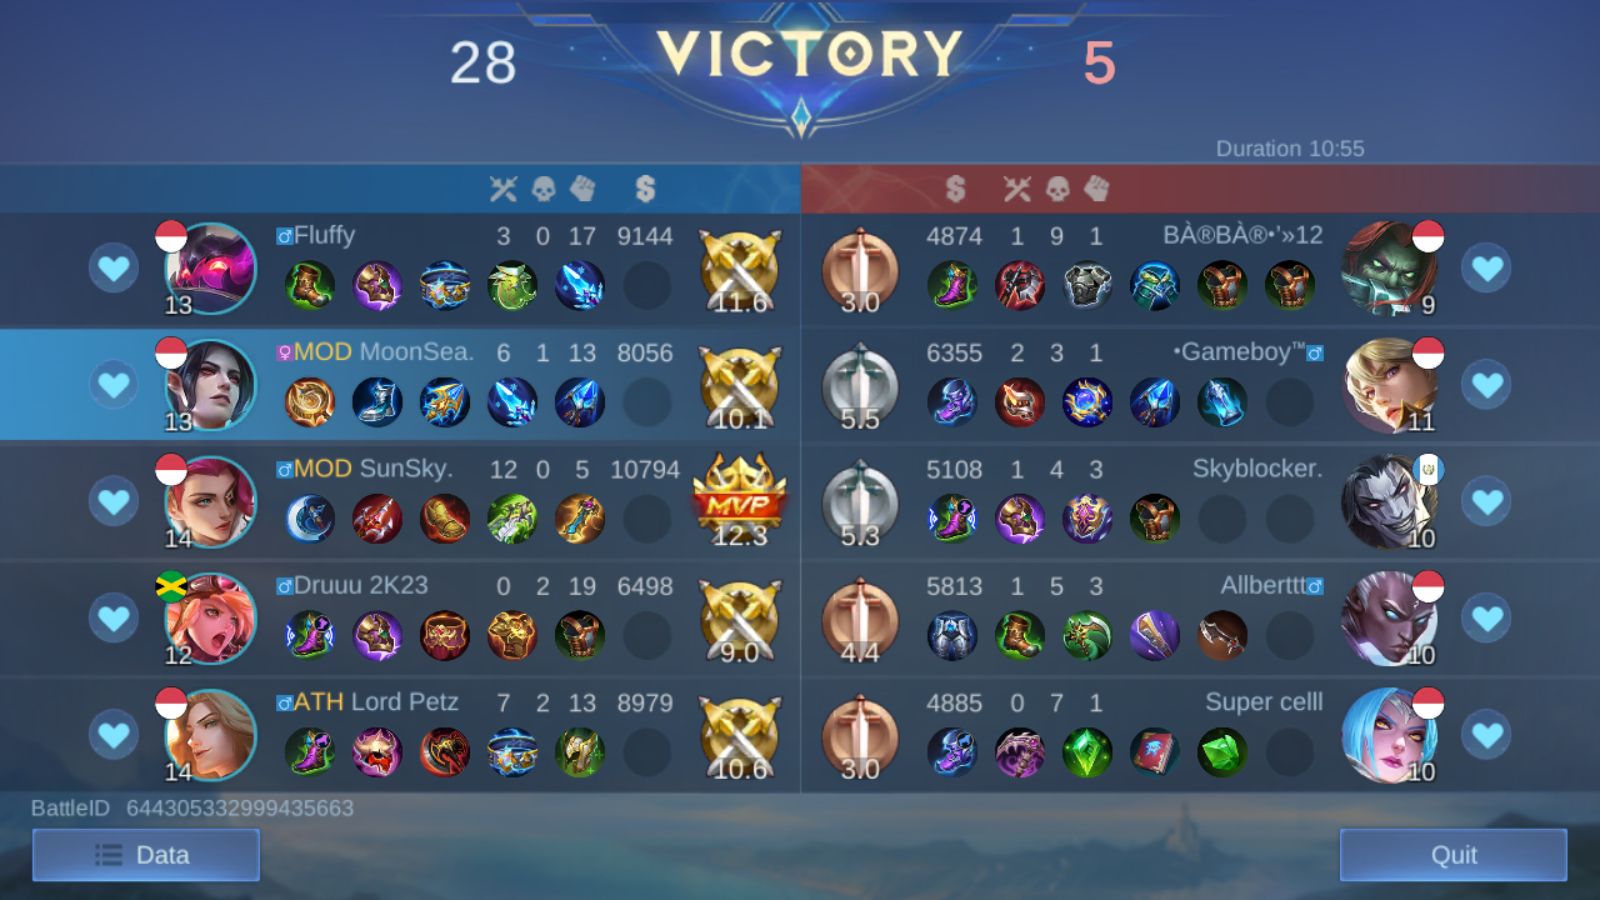 28 VICTORY 5
Duration 10:55
Fluffy 3 0 17 9144
13 11.6
MOD MoonSea. 6 1 13 8056
13 10.1
MOD SunSky. 12 0 5 10794
MVP
14 12.3
Druuu 2K23 0 2 19 6498
12 9.0
ATH Lord Petz 7 2 13 8979
14 10.6
4874 1 9 1 BÀ®BÀ®•’»12
3.0 9
6355 2 3 1 •Gameboy™
5.5 11
5108 1 4 3 Skyblocker.
5.3 10
5813 1 5 3 Allberttt
4.4 10
4885 0 7 1 Super celll
3.0 10
BattleID 644305332999435663
Data
Quit